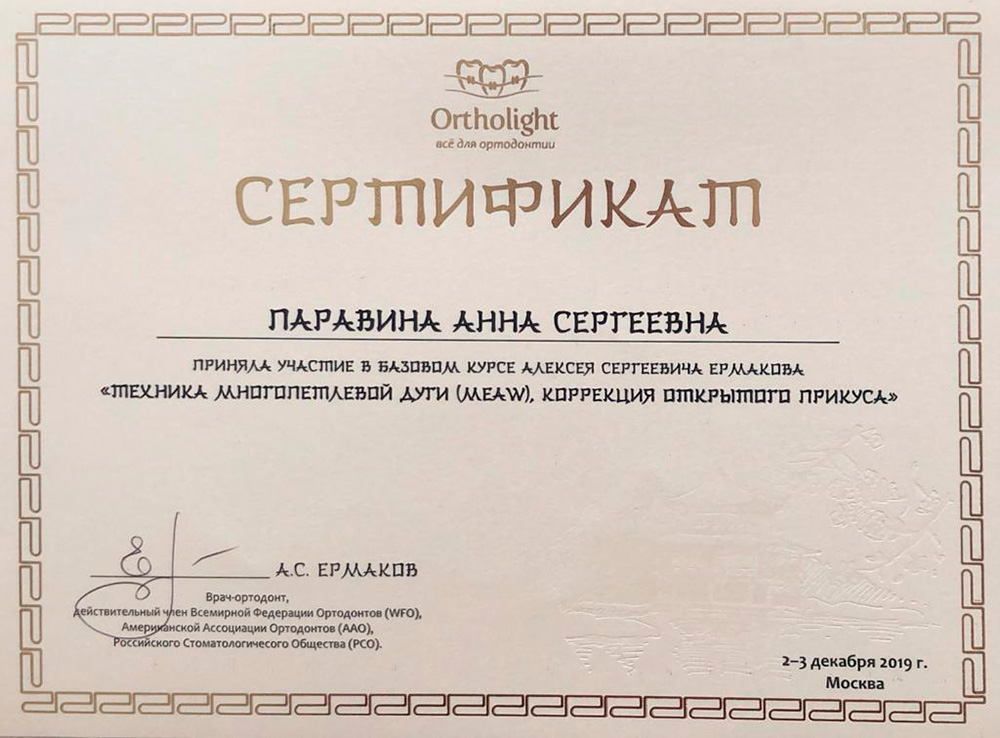 Ortholight
всё для ортодонтии
СЕРТИФИКАТ
ПАРАВИНА АННА СЕРГЕЕВНА
ПРИНЯЛА УЧАСТИЕ В БАЗОВОМ КУРСЕ АЛЕКСЕЯ СЕРГЕЕВИЧА ЕРМАКОВА
«ТЕХНИКА МНОГОПЕТЛЕВОЙ ДУГИ (MEAW), КОРРЕКЦИЯ ОТКРЫТОГО ПРИКУСА»
А.С. ЕРМАКОВ
Врач-ортодонт,
действительный член Всемирной Федерации Ортодонтов (WFO),
Американской Ассоциации Ортодонтов (ААО),
Российского Стоматологичесого Общества (РСО).
2–3 декабря 2019 г.
Москва